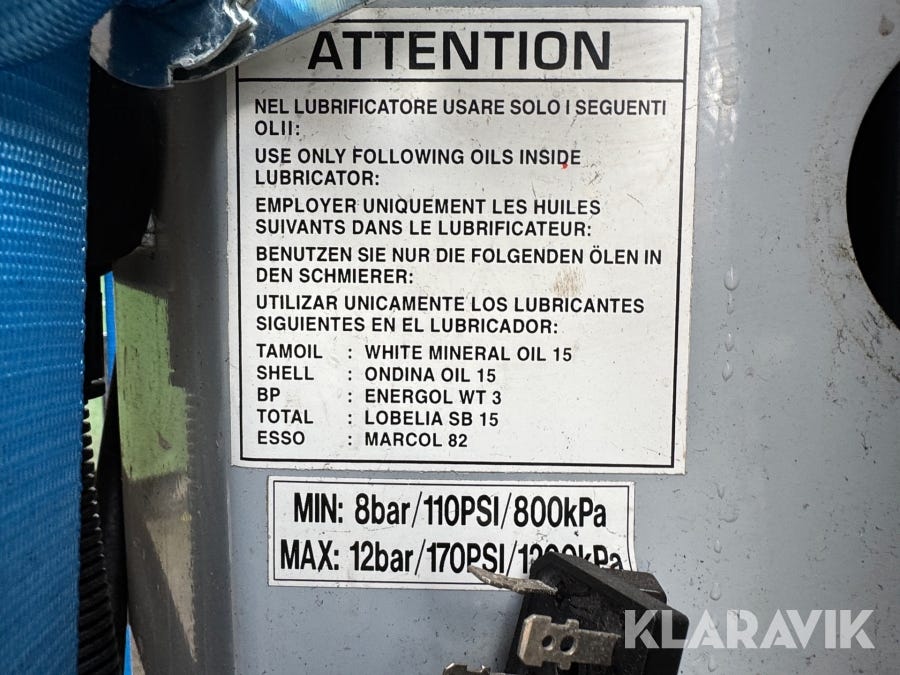 ATTENTION
NEL LUBRIFICATORE USARE SOLO I SEGUENTI
OLII:
USE ONLY FOLLOWING OILS INSIDE
LUBRICATOR:
EMPLOYER UNIQUEMENT LES HUILES
SUIVANTS DANS LE LUBRIFICATEUR:
BENUTZEN SIE NUR DIE FOLGENDEN ÖLEN IN
DEN SCHMIERER:
UTILIZAR UNICAMENTE LOS LUBRICANTES
SIGUIENTES EN EL LUBRICADOR:
TAMOIL : WHITE MINERAL OIL 15
SHELL : ONDINA OIL 15
BP : ENERGOL WT 3
TOTAL : LOBELIA SB 15
ESSO : MARCOL 82
MIN: 8bar/110PSI/800kPa
MAX: 12bar/170PSI/1200kPa
KLARAVIK